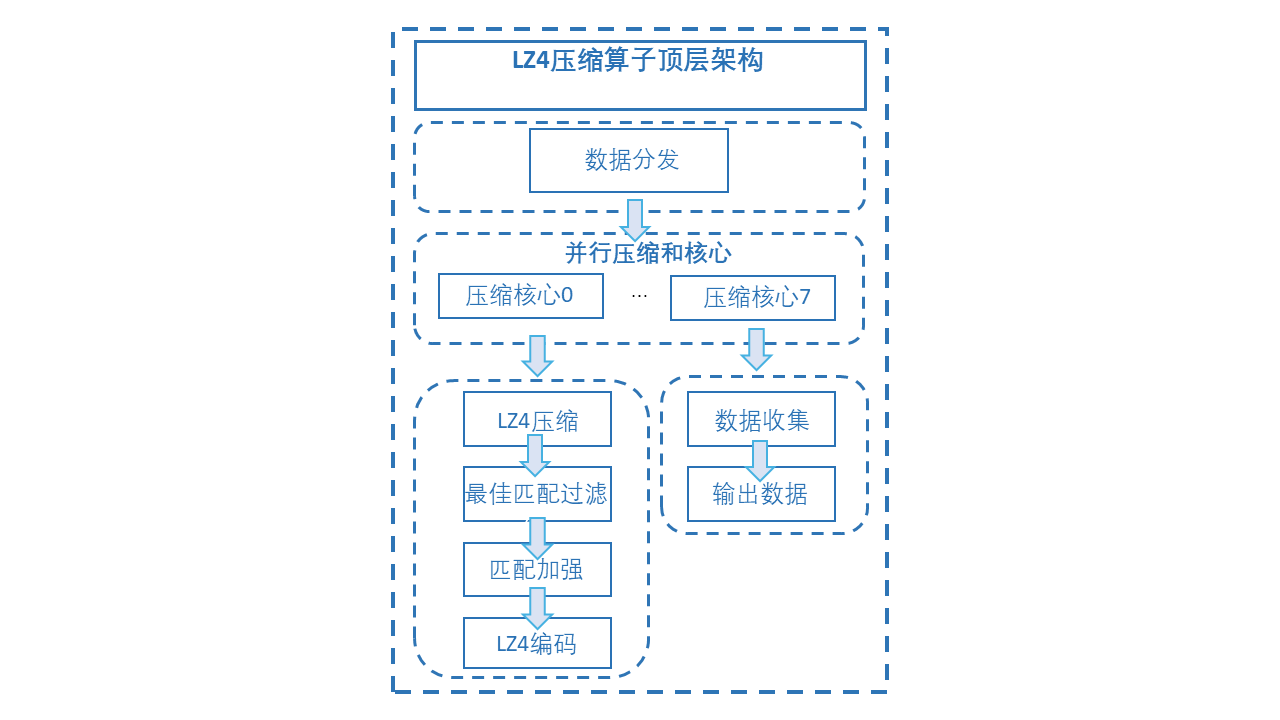 LZ4压缩算子顶层架构
数据分发
并行压缩和核心
压缩核心0
...
压缩核心7
LZ4压缩
最佳匹配过滤
匹配加强
LZ4编码
数据收集
输出数据